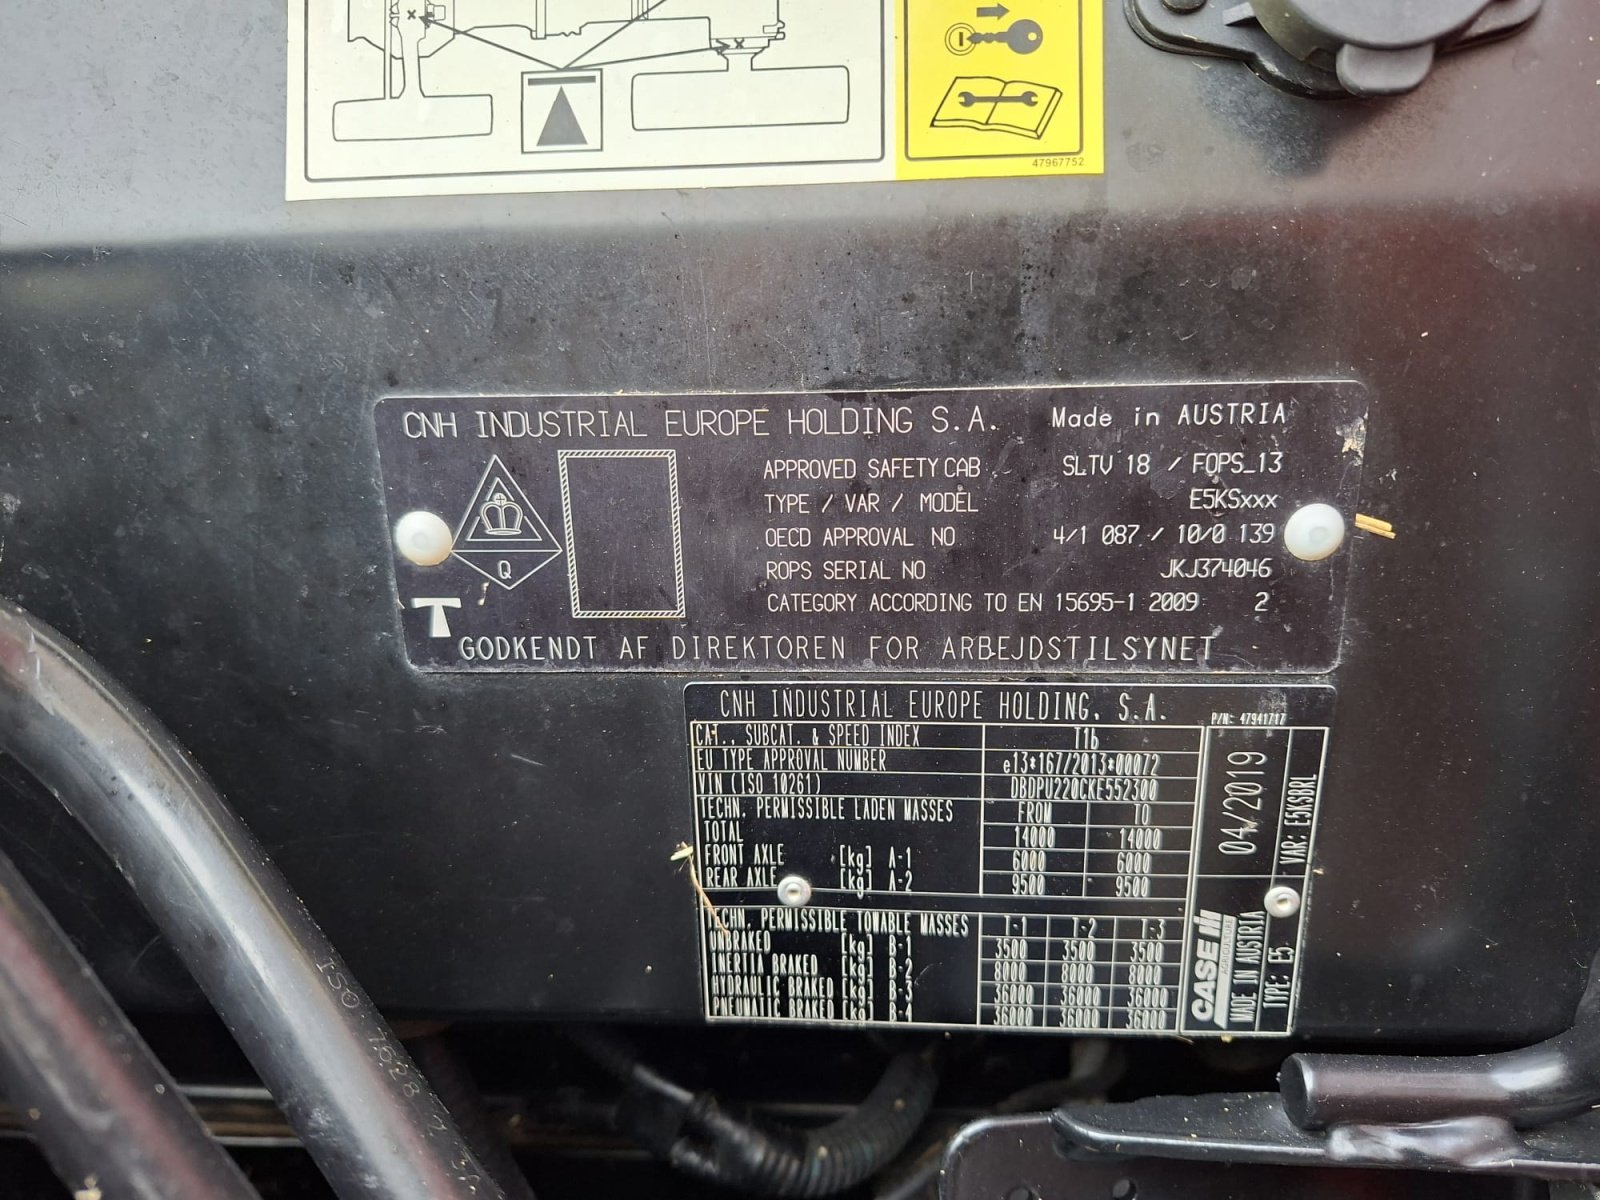 47967752
CNH INDUSTRIAL EUROPE HOLDING S.A. Made in AUSTRIA
APPROVED SAFETY CAB SLTV 18 / FOPS_13
TYPE / VAR / MODEL E5KSxxx
OECD APPROVAL NO 4/1 087 / 10/0 139
ROPS SERIAL NO JKJ374046
CATEGORY ACCORDING TO EN 15695-1 2009 2
Q
GODKENDT AF DIREKTOREN FOR ARBEJDSTILSYNET
CNH INDUSTRIAL EUROPE HOLDING, S.A. P/N: 47941717
CAT., SUBCAT. & SPEED INDEX T1b
EU TYPE APPROVAL NUMBER e13*167/2013*00072
VIN (ISO 10261) DBDPU220CKE552300
TECHN. PERMISSIBLE LADEN MASSES FROM TO
TOTAL 14000 14000
FRONT AXLE [kg] A-1 6000 6000
REAR AXLE [kg] A-2 9500 9500
TECHN. PERMISSIBLE TOWABLE MASSES T-1 T-2 T-3
UNBRAKED [kg] B-1 3500 3500 3500
INERTIA BRAKED [kg] B-2 8000 8000 8000
HYDRAULIC BRAKED [kg] B-3 36000 36000 36000
PNEUMATIC BRAKED [kg] B-4 36000 36000 36000
04/2019
VAR: E5KSBRL
CASE IH
AGRICULTURE
MADE IN AUSTRIA
TYPE: E5
ISO 7628